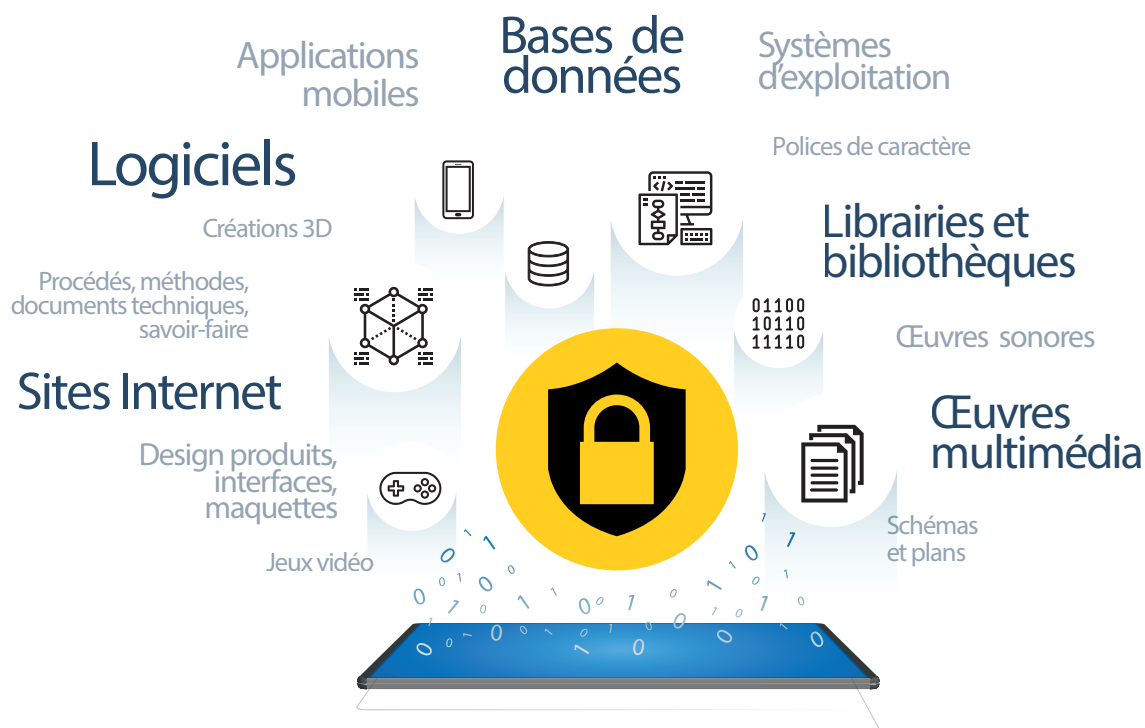 Applications
mobiles
Bases de
données
Systèmes
d'exploitation
Polices de caractère
Logiciels
Créations 3D
Procédés, méthodes,
documents techniques,
savoir-faire
Librairies et
bibliothèques
01100
10110
11110
Œuvres sonores
Sites Internet
Œuvres
multimédia
Design produits,
interfaces,
maquettes
Jeux vidéo
Schémas
et plans